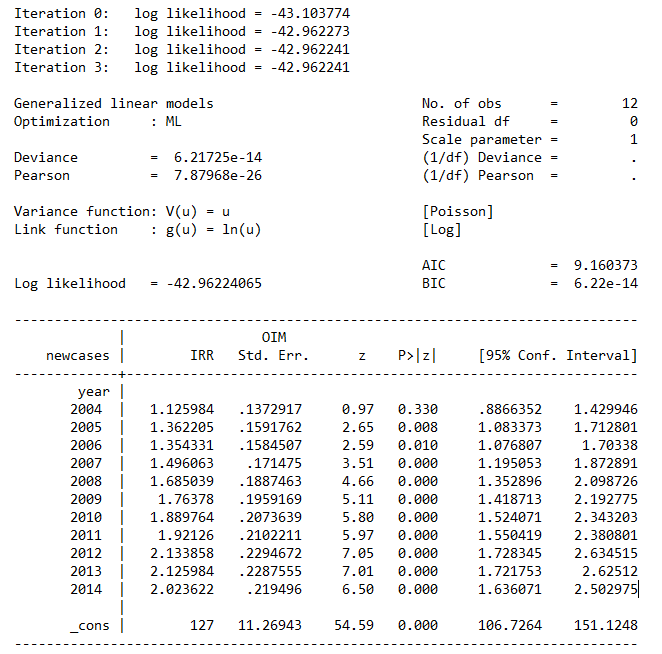 Iteration 0:   log likelihood = -43.103774
Iteration 1:   log likelihood = -42.962273
Iteration 2:   log likelihood = -42.962241
Iteration 3:   log likelihood = -42.962241
Generalized linear models                          No. of obs      =        12
Optimization     : ML                              Residual df     =         0
                                                   Scale parameter =         1
Deviance         =  6.21725e-14                    (1/df) Deviance =         .
Pearson          =  7.87968e-26                    (1/df) Pearson  =         .
Variance function: V(u) = u                        [Poisson]
Link function    : g(u) = ln(u)                    [Log]
                                                   AIC             =  9.160373
Log likelihood   = -42.96224065                    BIC             =  6.22e-14
------------------------------------------------------------------------------
             |                 OIM
    newcases |        IRR   Std. Err.      z    P>|z|     [95% Conf. Interval]
-------------+----------------------------------------------------------------
        year |
       2004  |   1.125984   .1372917     0.97   0.330     .8866352    1.429946
       2005  |   1.362205   .1591762     2.65   0.008     1.083373    1.712801
       2006  |   1.354331   .1584507     2.59   0.010     1.076807     1.70338
       2007  |   1.496063    .171475     3.51   0.000     1.195053    1.872891
       2008  |   1.685039   .1887463     4.66   0.000     1.352896    2.098726
       2009  |    1.76378   .1959169     5.11   0.000     1.418713    2.192775
       2010  |   1.889764   .2073639     5.80   0.000     1.524071    2.343203
       2011  |    1.92126   .2102211     5.97   0.000     1.550419    2.380801
       2012  |   2.133858   .2294672     7.05   0.000     1.728345    2.634515
       2013  |   2.125984   .2287555     7.01   0.000     1.721753     2.62512
       2014  |   2.023622    .219496     6.50   0.000     1.636071    2.502975
             |
       _cons |        127   11.26943    54.59   0.000     106.7264    151.1248
------------------------------------------------------------------------------